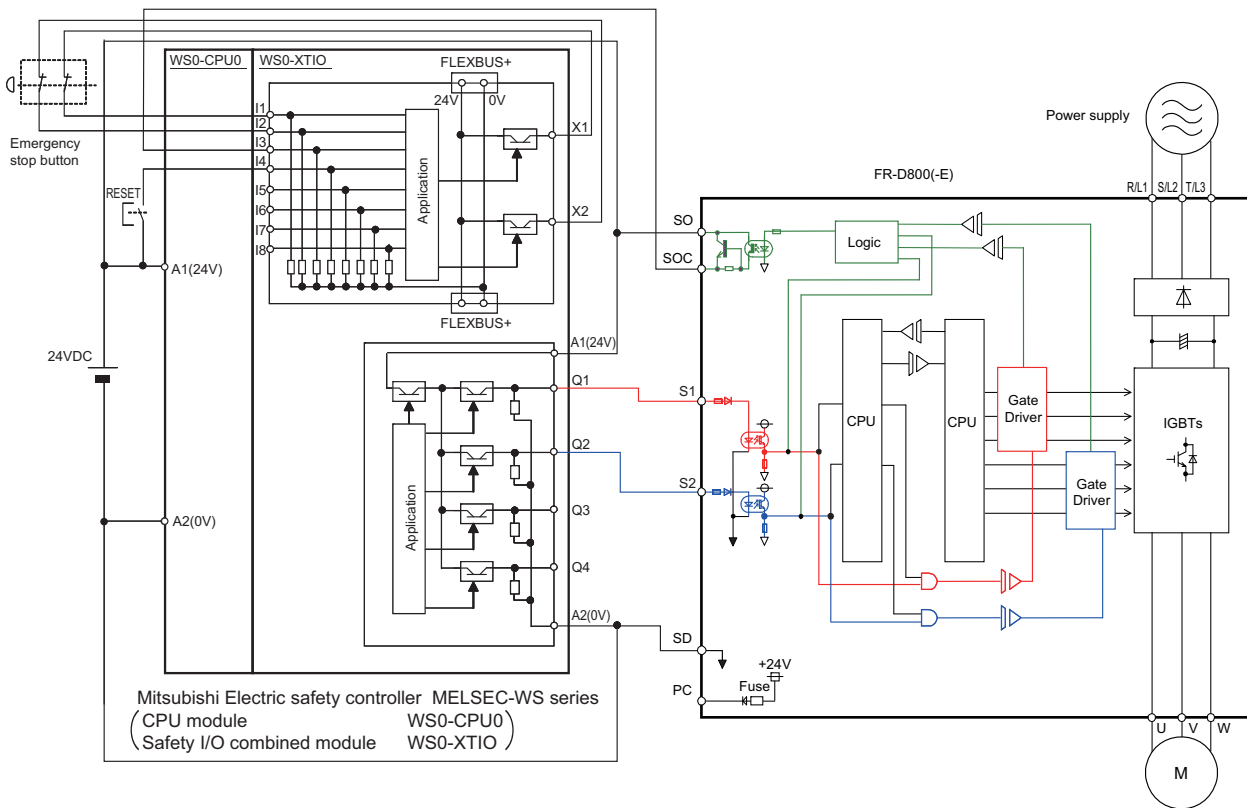 WS0-CPU0
WS0-XTIO
FLEXBUS+
24V
0V
Emergency
stop button
I1
I2
I3
I4
I5
I6
I7
I8
Application
X1
X2
RESET
A1(24V)
FLEXBUS+
24VDC
A1(24V)
Q1
Q2
Q3
Q4
Application
A2(0V)
A2(0V)
Mitsubishi Electric safety controller MELSEC-WS series
CPU module WS0-CPU0
Safety I/O combined module WS0-XTIO
Power supply
FR-D800(-E)
R/L1
S/L2
T/L3
SO
SOC
Logic
S1
S2
CPU
CPU
Gate
Driver
Gate
Driver
IGBTs
SD
PC
+24V
Fuse
U
V
W
M